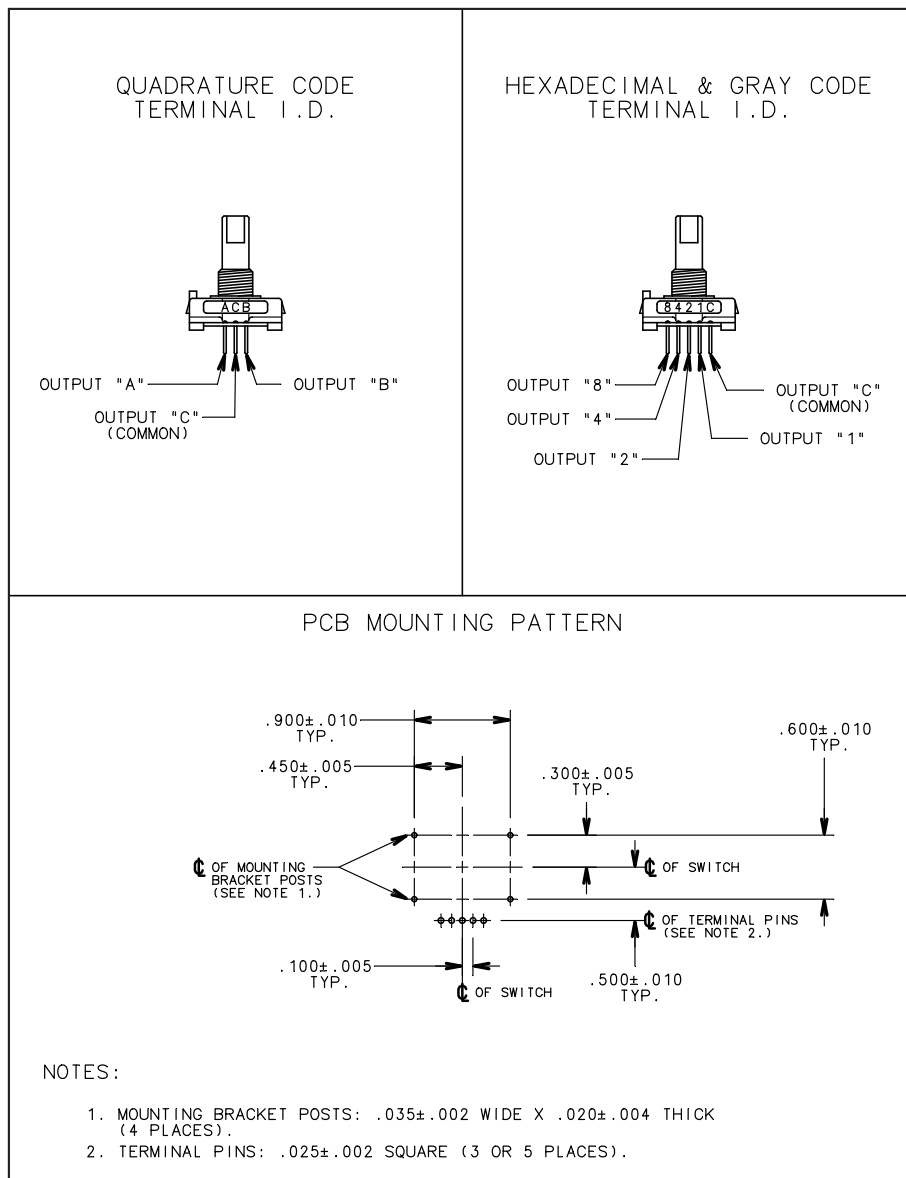 QUADRATURE CODE
TERMINAL I.D.
ACB
OUTPUT "A"
OUTPUT "B"
OUTPUT "C"
(COMMON)
HEXADECIMAL & GRAY CODE
TERMINAL I.D.
8421C
OUTPUT "8"
OUTPUT "C"
(COMMON)
OUTPUT "4"
OUTPUT "1"
OUTPUT "2"
PCB MOUNTING PATTERN
.900±.010
TYP.
.600±.010
TYP.
.450±.005
TYP.
.300±.005
TYP.
℄ OF MOUNTING
BRACKET POSTS
(SEE NOTE 1.)
℄ OF SWITCH
℄ OF TERMINAL PINS
(SEE NOTE 2.)
.100±.005
TYP.
℄ OF SWITCH
.500±.010
TYP.
NOTES:
1. MOUNTING BRACKET POSTS: .035±.002 WIDE X .020±.004 THICK
(4 PLACES).
2. TERMINAL PINS: .025±.002 SQUARE (3 OR 5 PLACES).